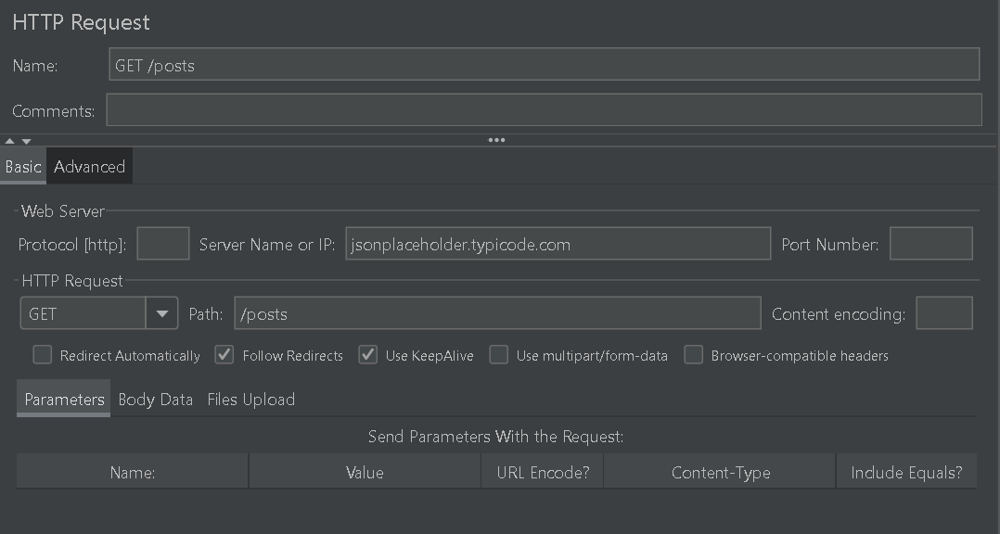 HTTP Request
Name: GET /posts
Comments:
Basic Advanced
Web Server
Protocol [http]: Server Name or IP: jsonplaceholder.typicode.com Port Number:
HTTP Request
GET Path: /posts Content encoding:
Redirect Automatically Follow Redirects Use KeepAlive Use multipart/form-data Browser-compatible headers
Parameters Body Data Files Upload
Send Parameters With the Request:
Name: Value URL Encode? Content-Type Include Equals?